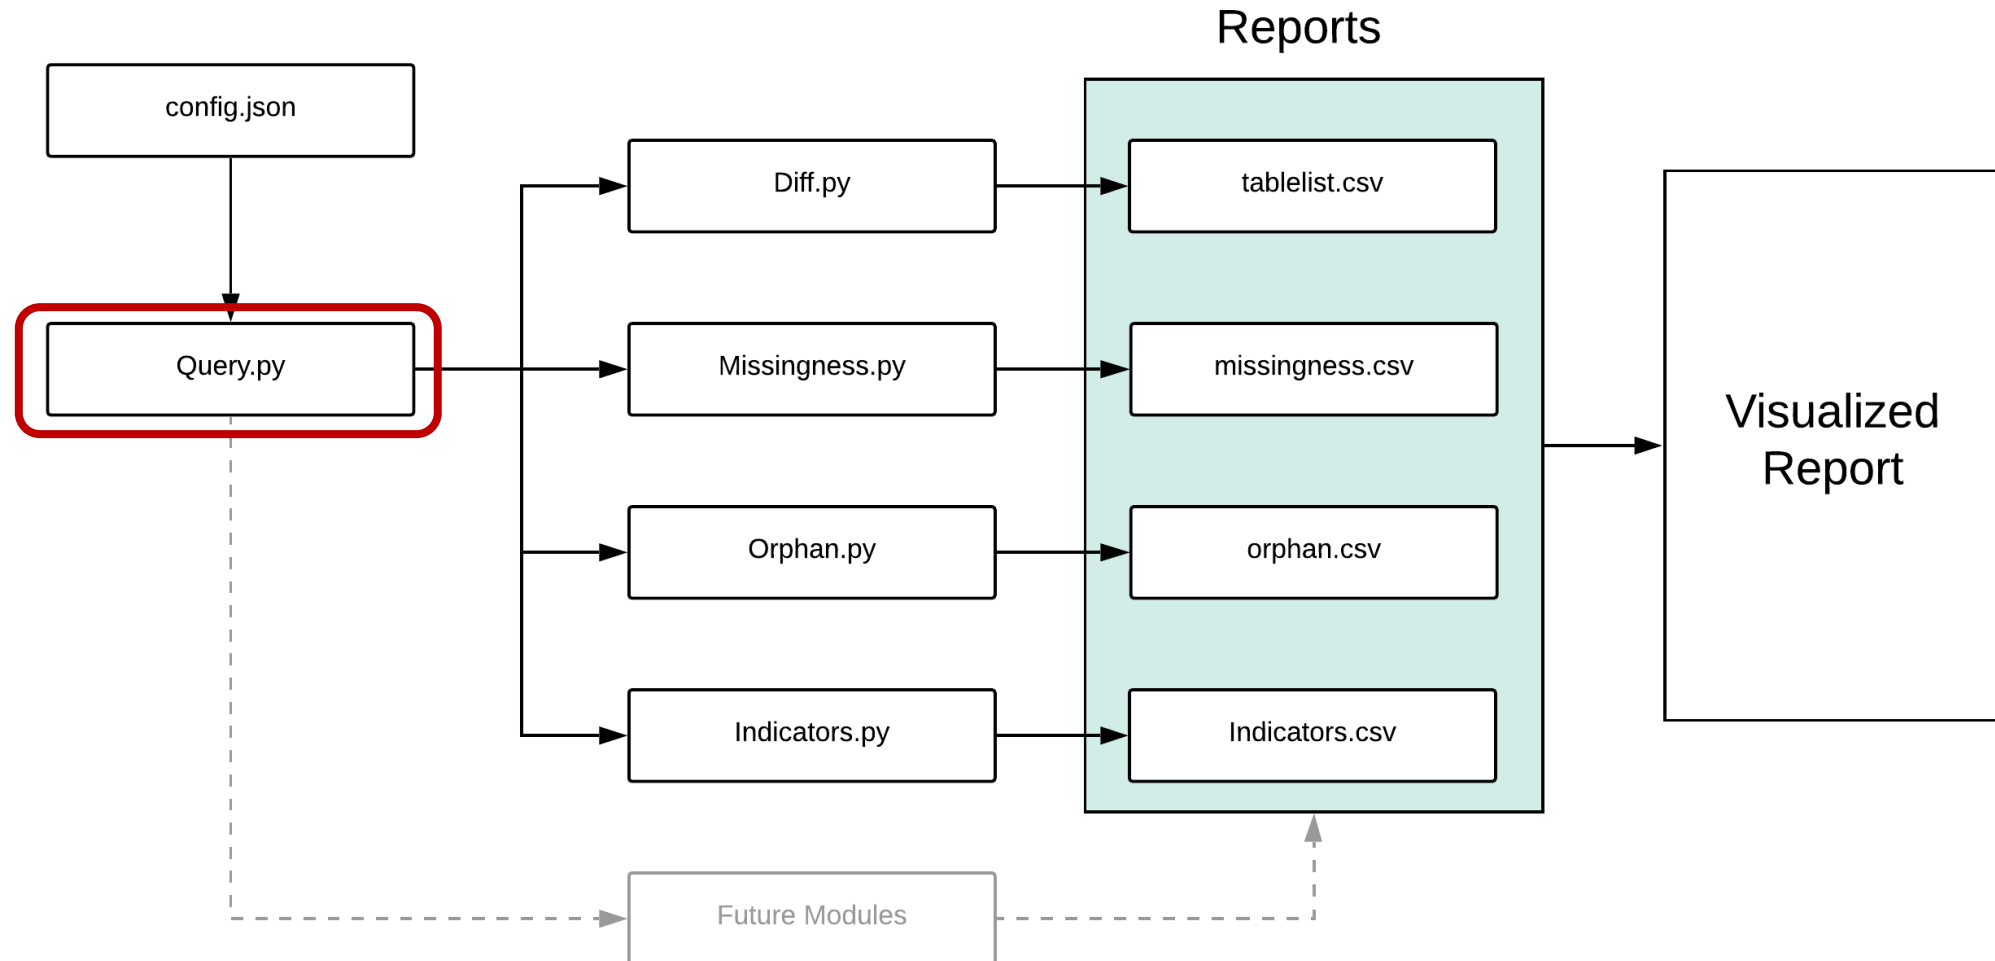 Reports
config.json
Diff.py
tablelist.csv
Query.py
Missingness.py
missingness.csv
Visualized
Report
Orphan.py
orphan.csv
Indicators.py
Indicators.csv
Future Modules